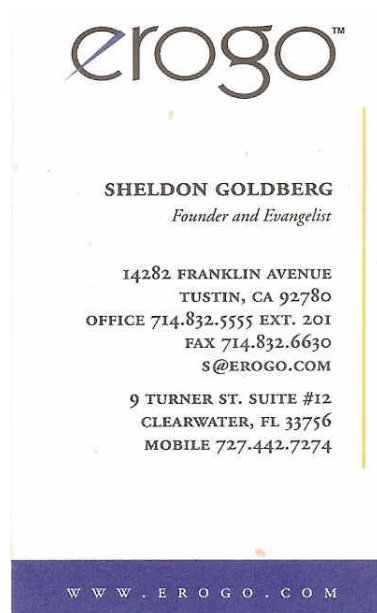 erogo™
SHELDON GOLDBERG
Founder and Evangelist
14282 FRANKLIN AVENUE
TUSTIN, CA 92780
OFFICE 714.832.5555 EXT. 201
FAX 714.832.6630
S@EROGO.COM
9 TURNER ST. SUITE #12
CLEARWATER, FL 33756
MOBILE 727.442.7274
WWW.EROGO.COM